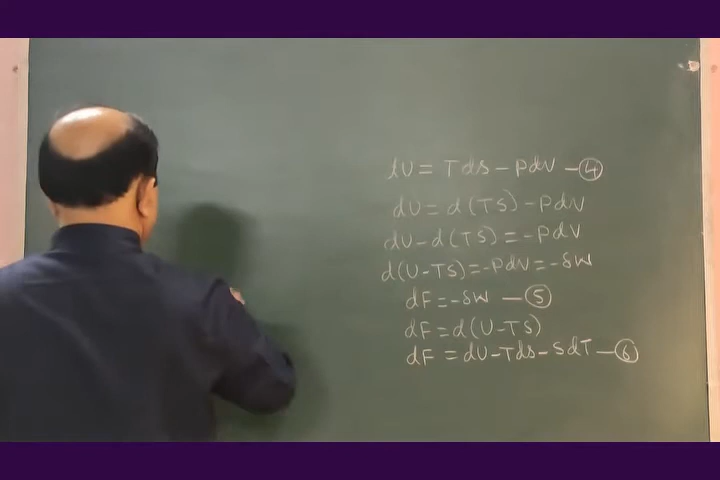 dU = Tds - Pdv - ④
dU = d(TS) - PdV
dU - d(TS) = -PdV
d(U-TS) = -PdV = -δW
dF = -δW - ⑤
dF = d(U-TS)
dF = dU - Tds - SdT - ⑥